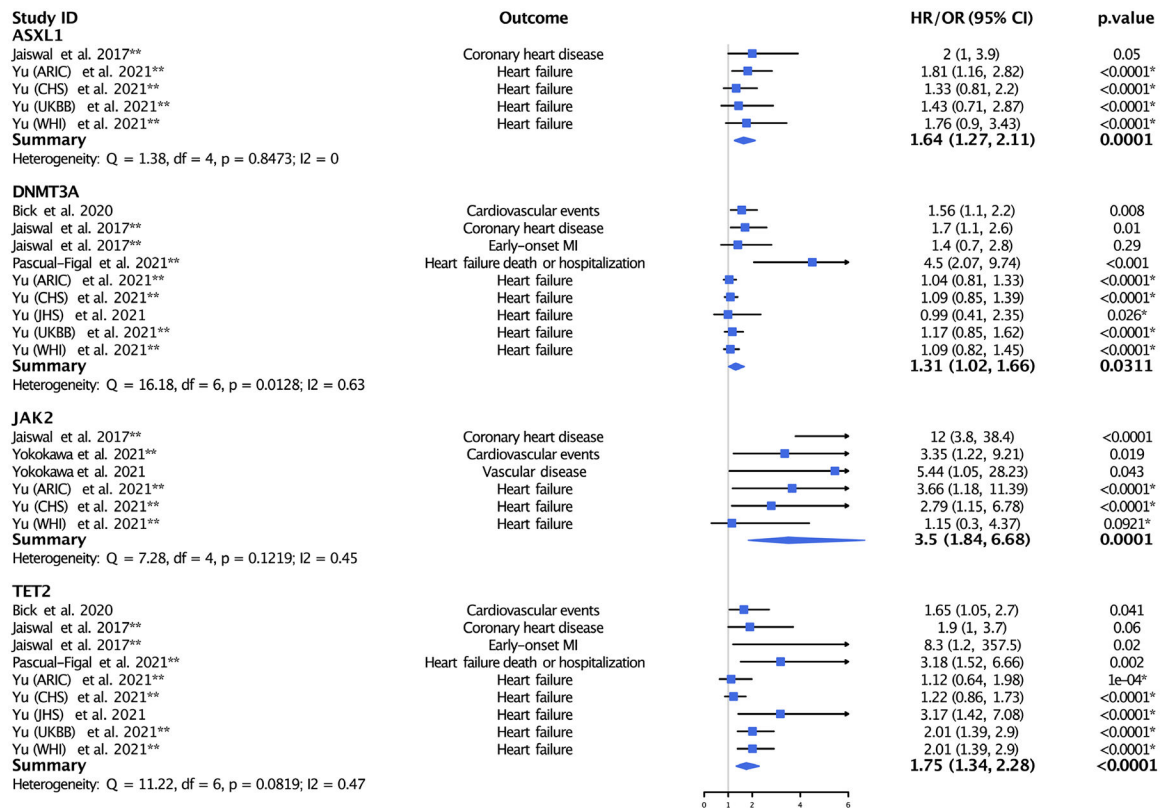 Study ID Outcome HR/OR (95% CI) p.value
ASXL1
Jaiswal et al. 2017** Coronary heart disease 2 (1, 3.9) 0.05
Yu (ARIC) et al. 2021** Heart failure 1.81 (1.16, 2.82) <0.0001*
Yu (CHS) et al. 2021** Heart failure 1.33 (0.81, 2.2) <0.0001*
Yu (UKBB) et al. 2021** Heart failure 1.43 (0.71, 2.87) <0.0001*
Yu (WHI) et al. 2021** Heart failure 1.76 (0.9, 3.43) <0.0001*
Summary 1.64 (1.27, 2.11) 0.0001
Heterogeneity: Q = 1.38, df = 4, p = 0.8473; I2 = 0
DNMT3A
Bick et al. 2020 Cardiovascular events 1.56 (1.1, 2.2) 0.008
Jaiswal et al. 2017** Coronary heart disease 1.7 (1.1, 2.6) 0.01
Jaiswal et al. 2017** Early-onset MI 1.4 (0.7, 2.8) 0.29
Pascual-Figal et al. 2021** Heart failure death or hospitalization 4.5 (2.07, 9.74) <0.001
Yu (ARIC) et al. 2021** Heart failure 1.04 (0.81, 1.33) <0.0001*
Yu (CHS) et al. 2021** Heart failure 1.09 (0.85, 1.39) <0.0001*
Yu (JHS) et al. 2021 Heart failure 0.99 (0.41, 2.35) 0.026*
Yu (UKBB) et al. 2021** Heart failure 1.17 (0.85, 1.62) <0.0001*
Yu (WHI) et al. 2021** Heart failure 1.09 (0.82, 1.45) <0.0001*
Summary 1.31 (1.02, 1.66) 0.0311
Heterogeneity: Q = 16.18, df = 6, p = 0.0128; I2 = 0.63
JAK2
Jaiswal et al. 2017** Coronary heart disease 12 (3.8, 38.4) <0.0001
Yokokawa et al. 2021** Cardiovascular events 3.35 (1.22, 9.21) 0.019
Yokokawa et al. 2021 Vascular disease 5.44 (1.05, 28.23) 0.043
Yu (ARIC) et al. 2021** Heart failure 3.66 (1.18, 11.39) <0.0001*
Yu (CHS) et al. 2021** Heart failure 2.79 (1.15, 6.78) <0.0001*
Yu (WHI) et al. 2021** Heart failure 1.15 (0.3, 4.37) 0.0921*
Summary 3.5 (1.84, 6.68) 0.0001
Heterogeneity: Q = 7.28, df = 4, p = 0.1219; I2 = 0.45
TET2
Bick et al. 2020 Cardiovascular events 1.65 (1.05, 2.7) 0.041
Jaiswal et al. 2017** Coronary heart disease 1.9 (1, 3.7) 0.06
Jaiswal et al. 2017** Early-onset MI 8.3 (1.2, 357.5) 0.02
Pascual-Figal et al. 2021** Heart failure death or hospitalization 3.18 (1.52, 6.66) 0.002
Yu (ARIC) et al. 2021** Heart failure 1.12 (0.64, 1.98) 1e-04*
Yu (CHS) et al. 2021** Heart failure 1.22 (0.86, 1.73) <0.0001*
Yu (JHS) et al. 2021 Heart failure 3.17 (1.42, 7.08) <0.0001*
Yu (UKBB) et al. 2021** Heart failure 2.01 (1.39, 2.9) <0.0001*
Yu (WHI) et al. 2021** Heart failure 2.01 (1.39, 2.9) <0.0001*
Summary 1.75 (1.34, 2.28) <0.0001
Heterogeneity: Q = 11.22, df = 6, p = 0.0819; I2 = 0.47
0 1 2 4 6